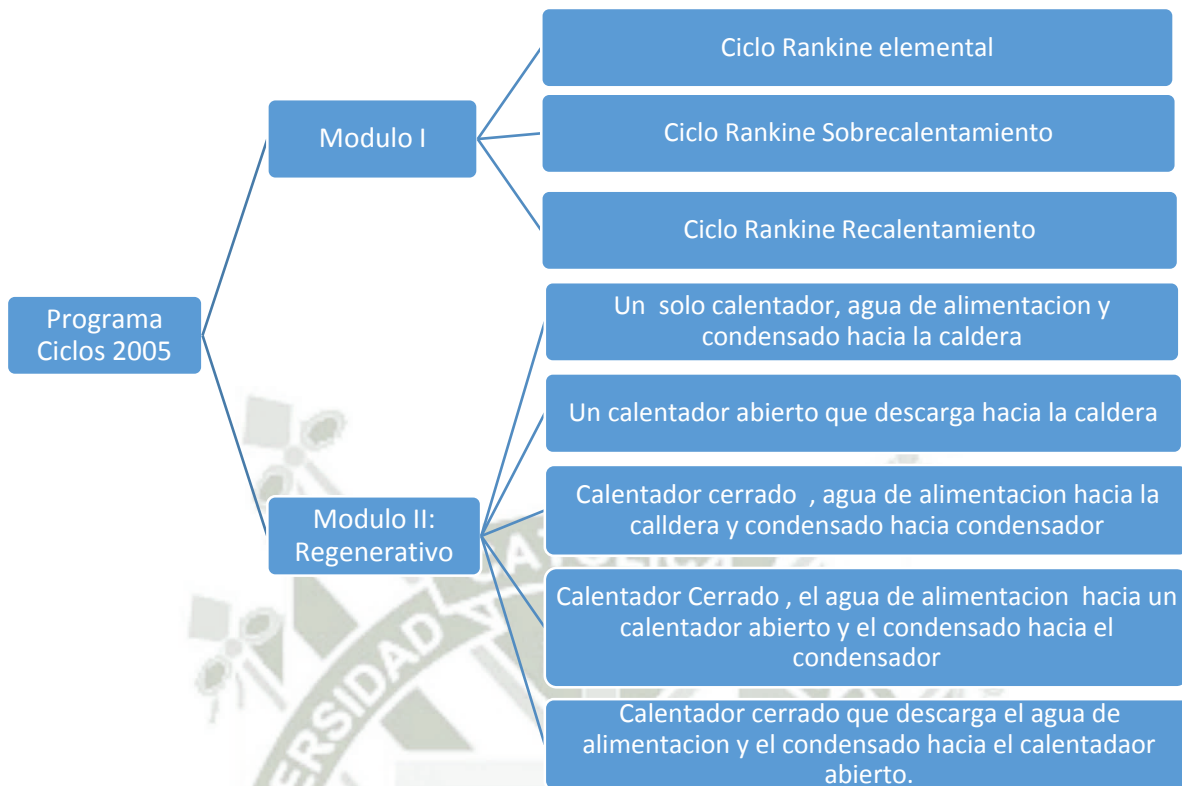 Ciclo Rankine elemental
Modulo I
Ciclo Rankine Sobrecalentamiento
Ciclo Rankine Recalentamiento
Programa
Ciclos 2005
Un solo calentador, agua de alimentacion y
condensado hacia la caldera
Un calentador abierto que descarga hacia la caldera
Modulo II:
Regenerativo
Calentador cerrado , agua de alimentacion hacia la
calldera y condensado hacia condensador
Calentador Cerrado , el agua de alimentacion hacia un
calentador abierto y el condensado hacia el
condensador
Calentador cerrado que descarga el agua de
alimentacion y el condensado hacia el calentadaor
abierto.